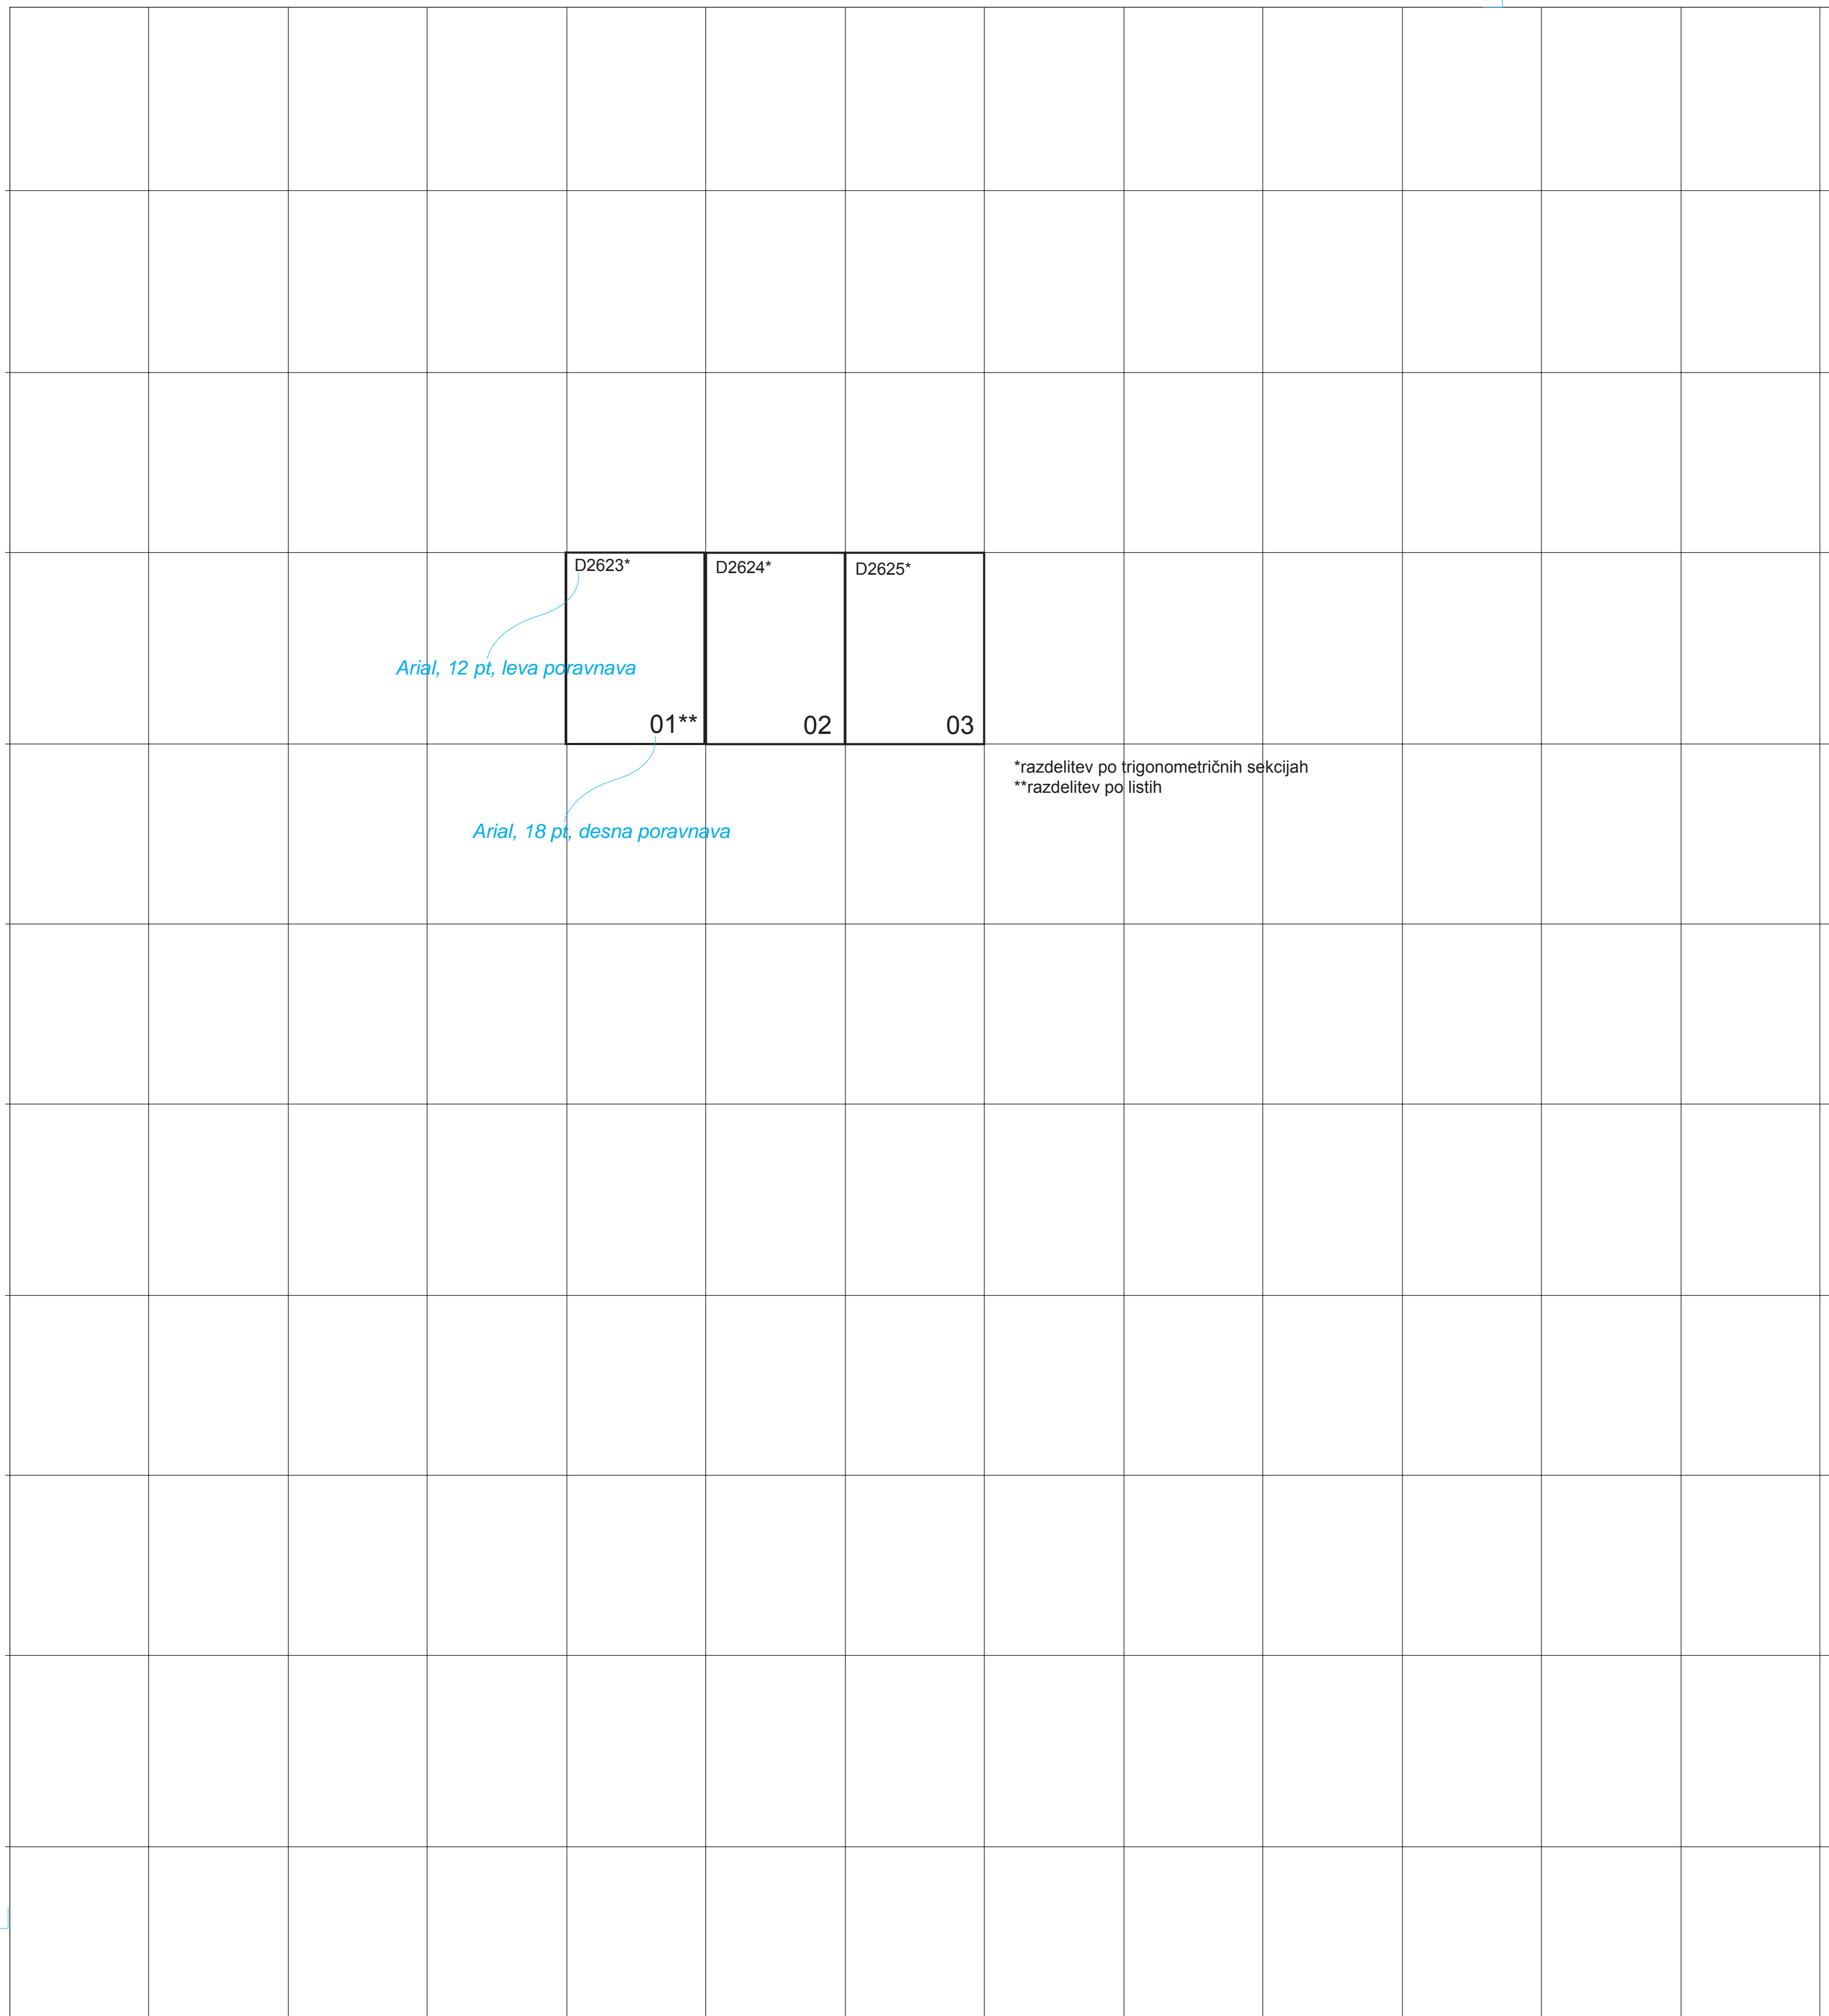 D2623*
D2624*
D2625*
Arial, 12 pt, leva poravnava
01**
02
03
*razdelitev po trigonometričnih sekcijah
**razdelitev po listih
Arial, 18 pt, desna poravnava